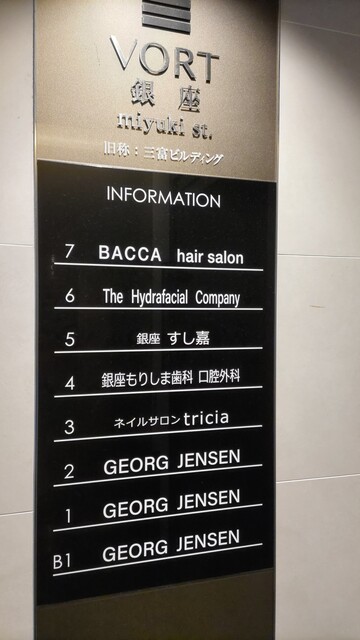 VORT
銀座
miyuki st.
旧称：三富ビルディング
INFORMATION
7 BACCA hair salon
6 The Hydrafacial Company
5 銀座 すし嘉
4 銀座もりしま歯科 口腔外科
3 ネイルサロン tricia
2 GEORG JENSEN
1 GEORG JENSEN
B1 GEORG JENSEN